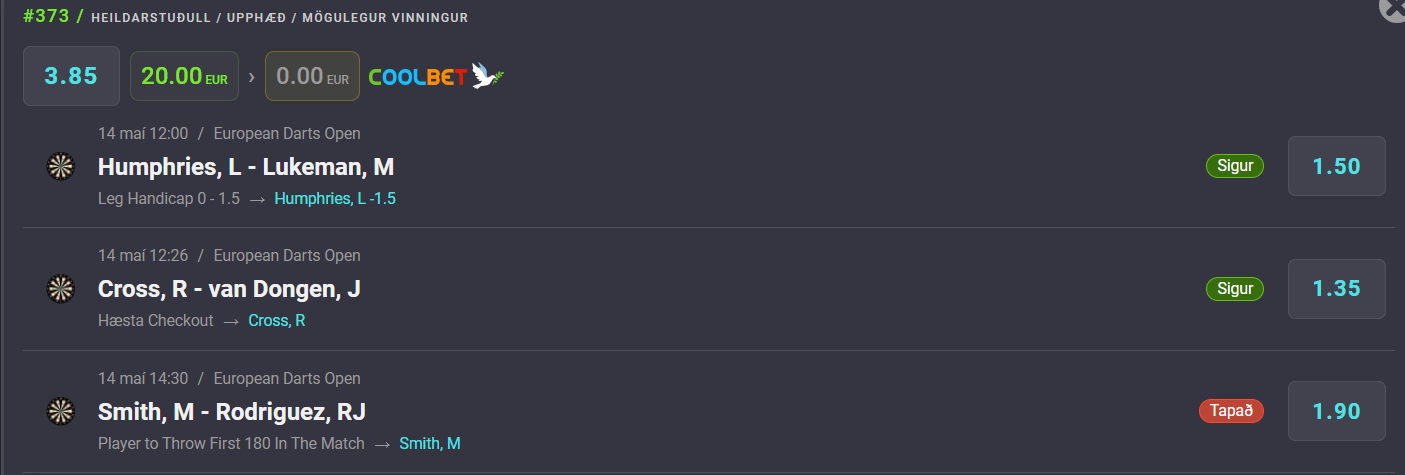 #373 / HEILDARSTUÐULL / UPPHÆÐ / MÖGULEGUR VINNINGUR
3.85 20.00 EUR › 0.00 EUR COOLBET
14 maí 12:00 / European Darts Open
Humphries, L - Lukeman, M Sigur 1.50
Leg Handicap 0 - 1.5 → Humphries, L -1.5
14 maí 12:26 / European Darts Open
Cross, R - van Dongen, J Sigur 1.35
Hæsta Checkout → Cross, R
14 maí 14:30 / European Darts Open
Smith, M - Rodriguez, RJ Tapað 1.90
Player to Throw First 180 In The Match → Smith, M